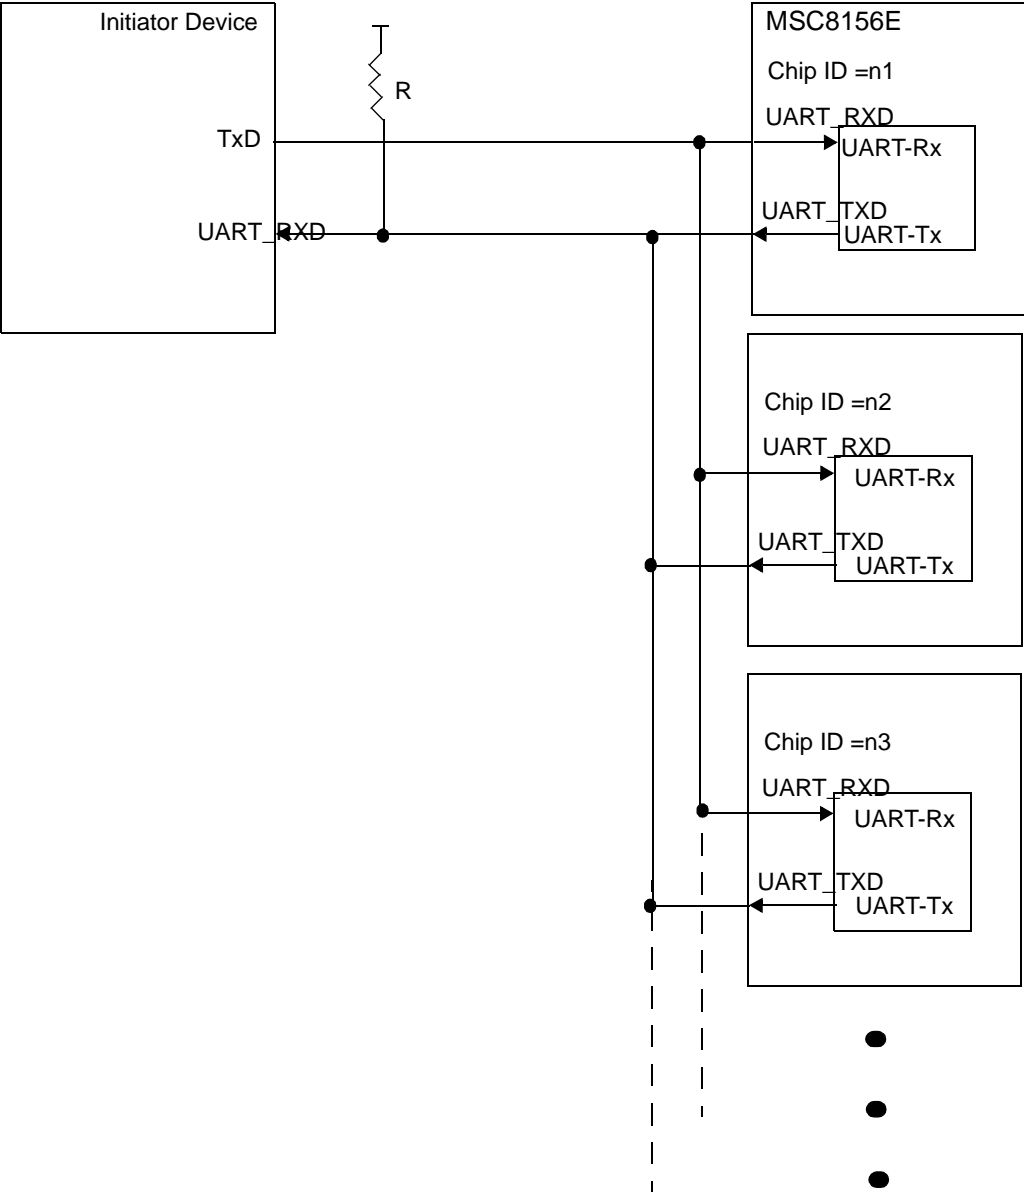 Initiator Device
R
TxD
UART_RXD
MSC8156E
Chip ID =n1
UART_RXD
UART-Rx
UART_TXD
UART-Tx
Chip ID =n2
UART_RXD
UART-Rx
UART_TXD
UART-Tx
Chip ID =n3
UART_RXD
UART-Rx
UART_TXD
UART-Tx